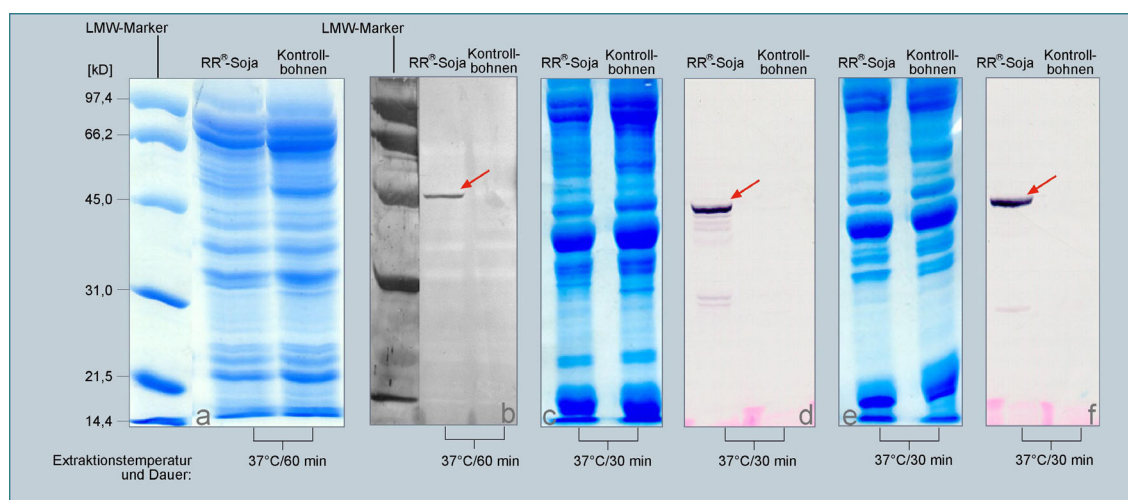 LMW-Marker
LMW-Marker
[kD]
RR®-Soja
Kontroll-
bohnen
RR®-Soja
Kontroll-
bohnen
RR®-Soja
Kontroll-
bohnen
RR®-Soja
Kontroll-
bohnen
RR®-Soja
Kontroll-
bohnen
RR®-Soja
Kontroll-
bohnen
97,4
66,2
45,0
31,0
21,5
14,4
a
b
c
d
e
f
Extraktionstemperatur
und Dauer:
37°C/60 min
37°C/60 min
37°C/30 min
37°C/30 min
37°C/30 min
37°C/30 min